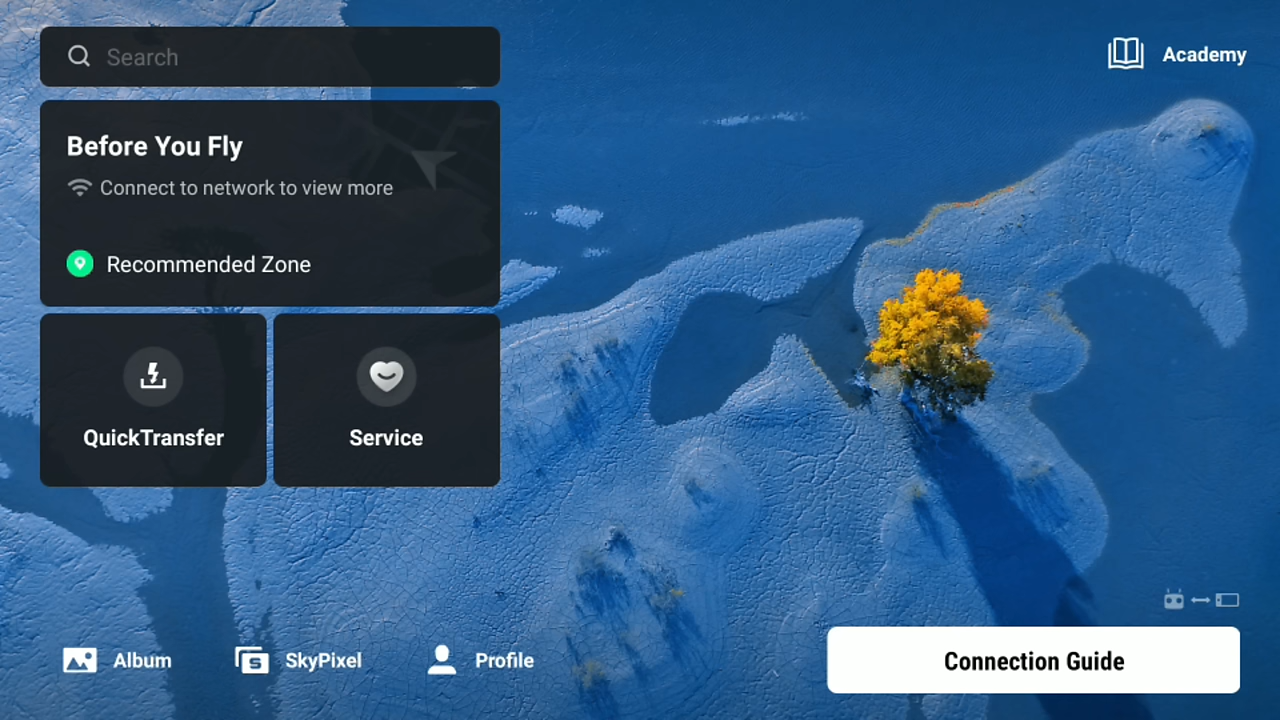 Search
Academy
Before You Fly
Connect to network to view more
Recommended Zone
QuickTransfer
Service
Album
SkyPixel
Profile
Connection Guide